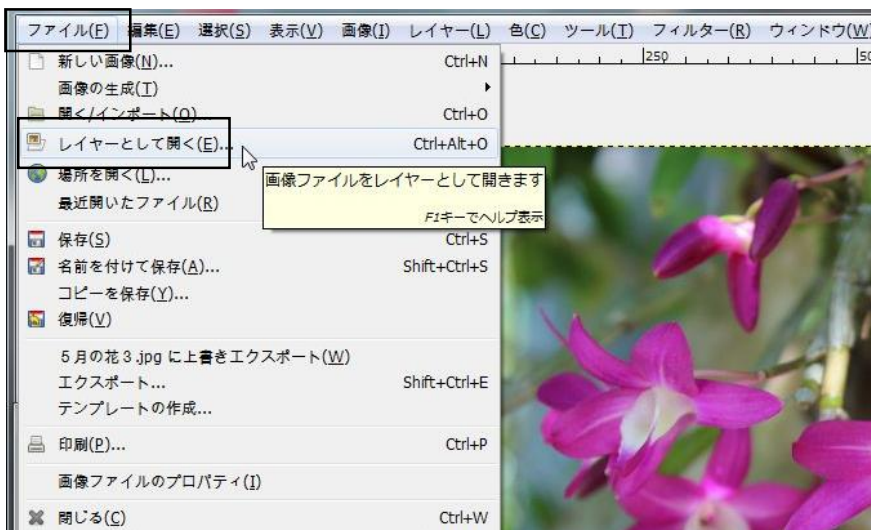 ファイル(F) 編集(E) 選択(S) 表示(V) 画像(I) レイヤー(L) 色(C) ツール(T) フィルター(R) ウィンドウ(W)
250 50
新しい画像(N)... Ctrl+N
画像の生成(T)
開く/インポート(O)... Ctrl+O
レイヤーとして開く(E)... Ctrl+Alt+O
場所を開く(L)...
画像ファイルをレイヤーとして開きます
最近開いたファイル(R)
F1キーでヘルプ表示
保存(S) Ctrl+S
名前を付けて保存(A)... Shift+Ctrl+S
コピーを保存(Y)...
復帰(V)
5月の花3.jpg に上書きエクスポート(W)
エクスポート... Shift+Ctrl+E
テンプレートの作成...
印刷(P)... Ctrl+P
画像ファイルのプロパティ(I)
閉じる(C) Ctrl+W